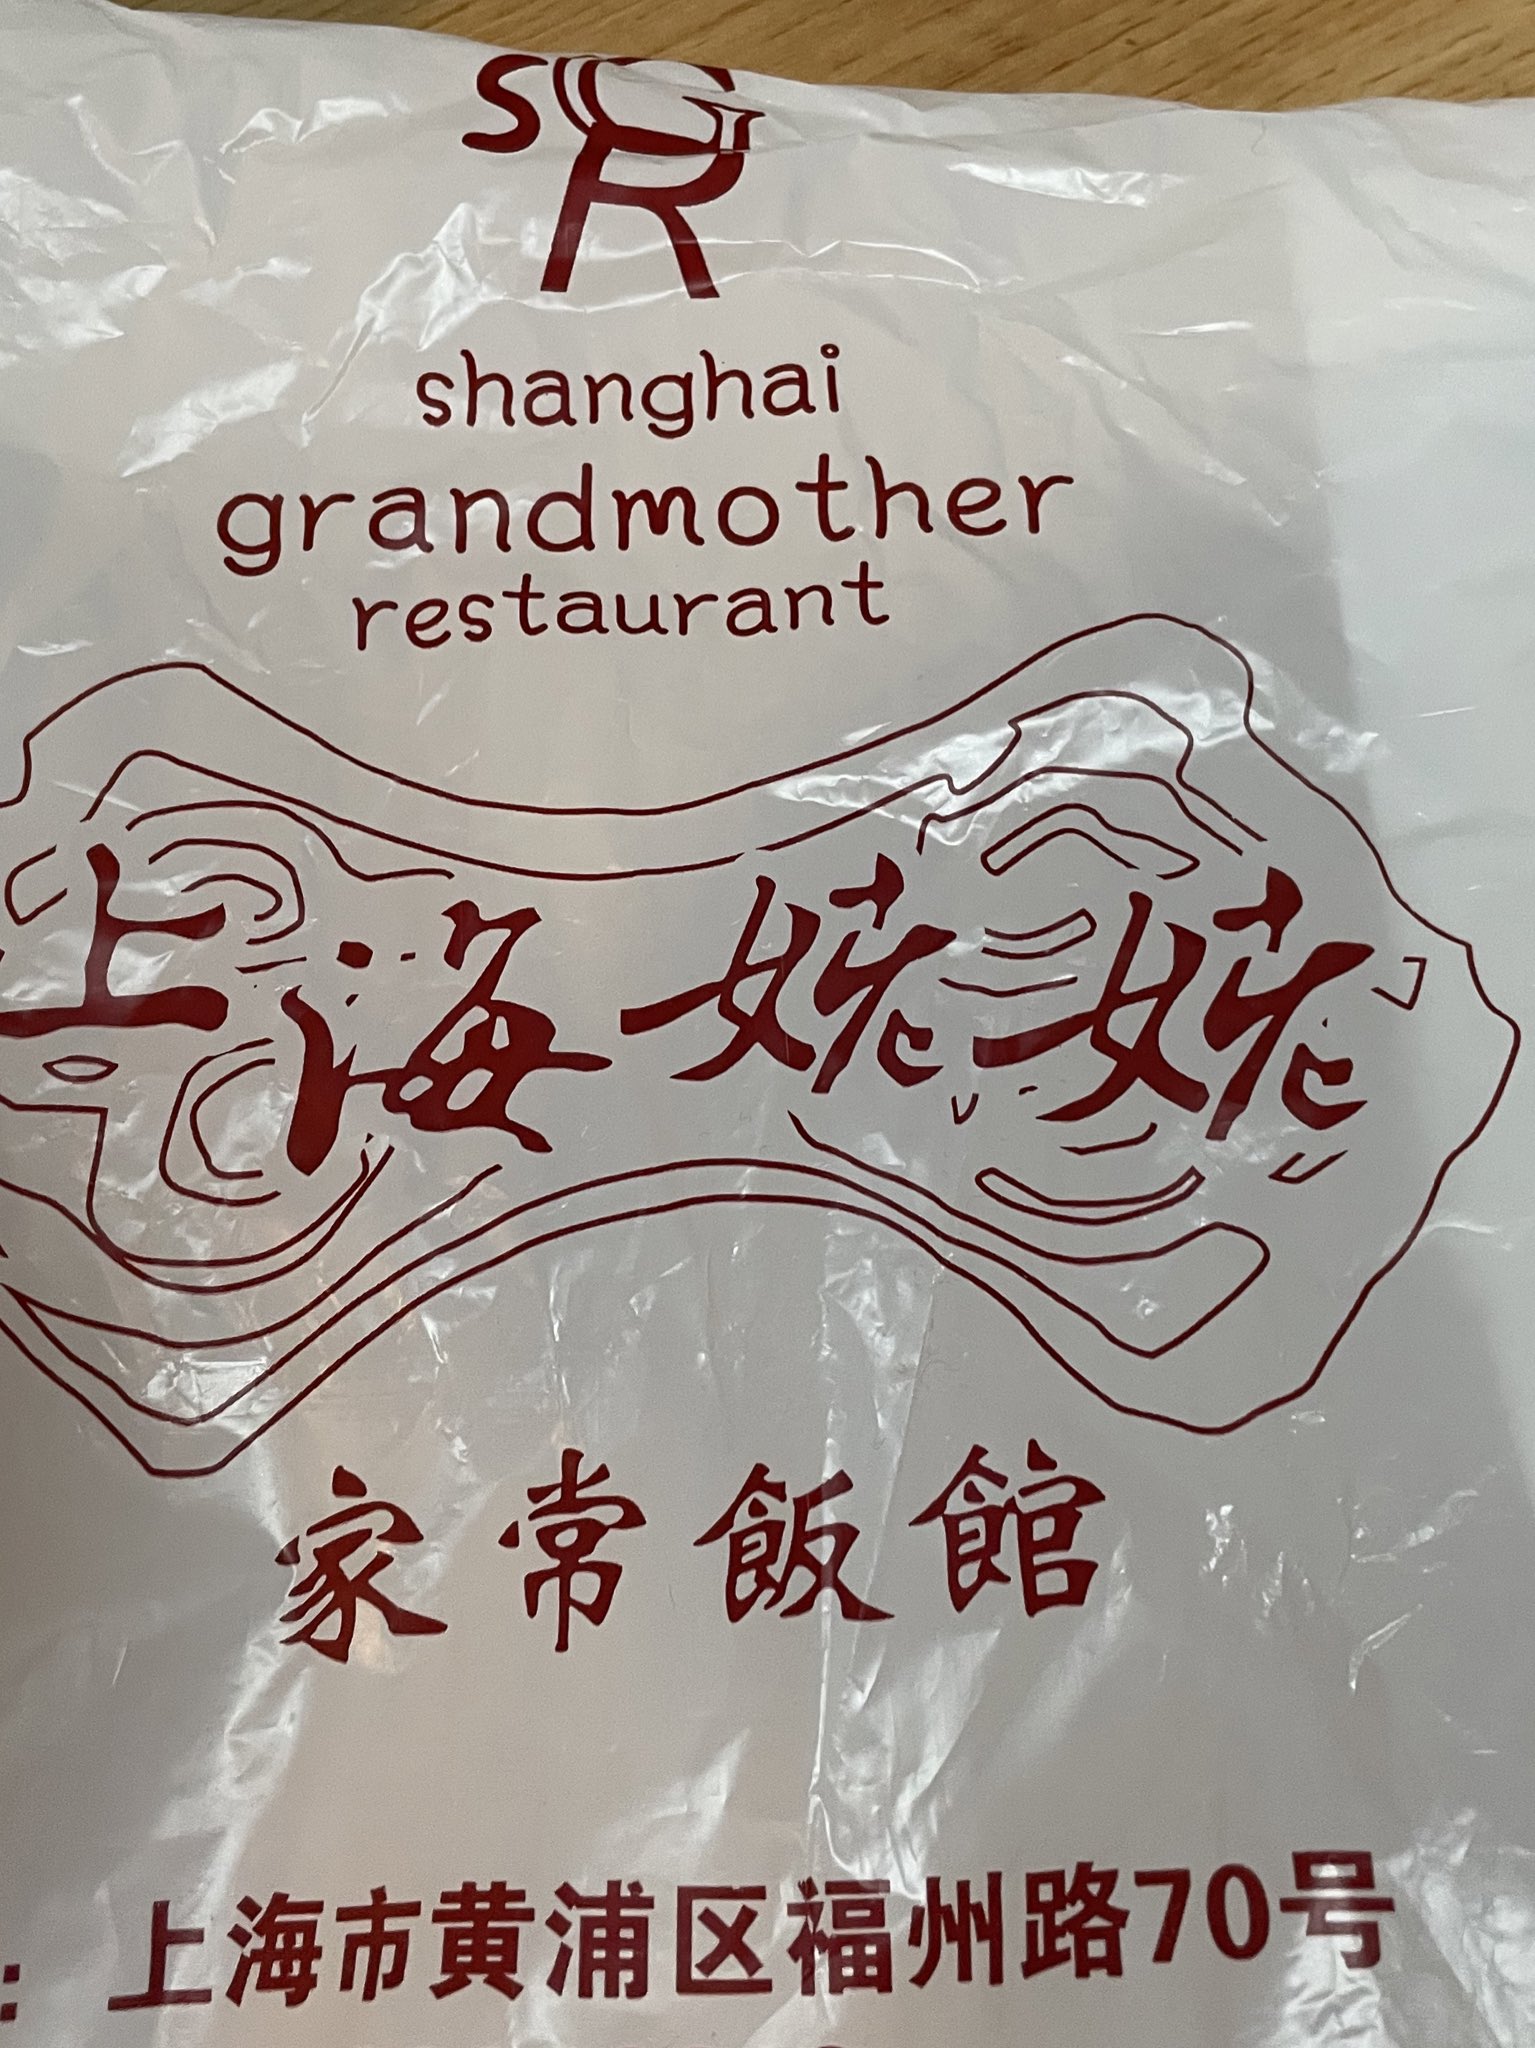 SGR
shanghai
grandmother
restaurant
上海姥姥
家常飯館
：上海市黄浦区福州路70号